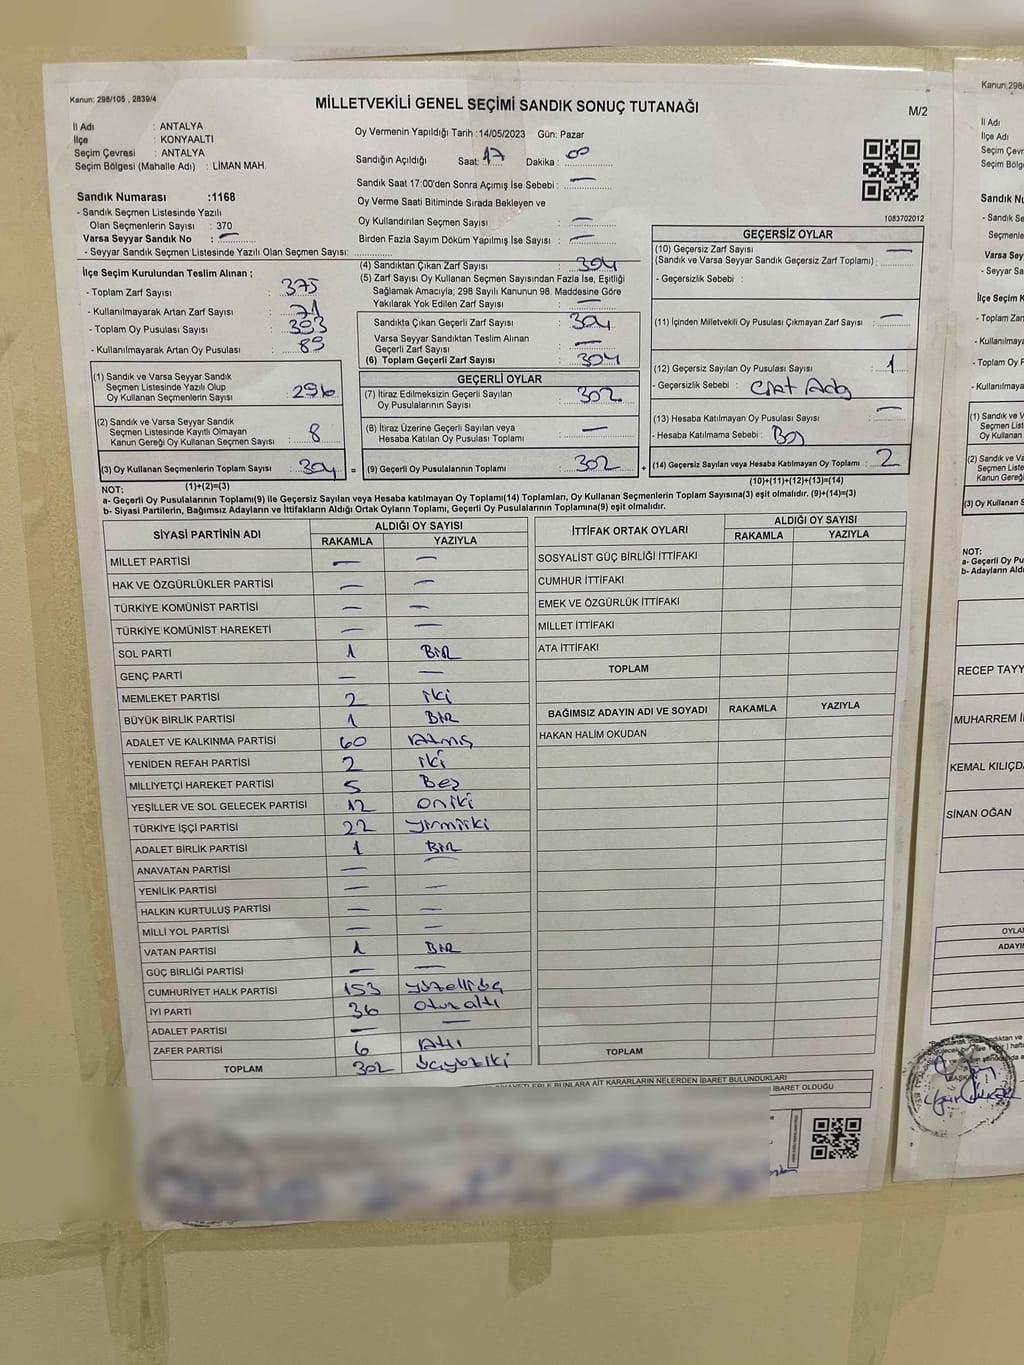 Kanun: 298/105 , 2839/4
MİLLETVEKİLİ GENEL SEÇİMİ SANDIK SONUÇ TUTANAĞI
M/2
İl Adı : ANTALYA
İlçe : KONYAALTI
Seçim Çevresi : ANTALYA
Seçim Bölgesi (Mahalle Adı) : LİMAN MAH.
Sandık Numarası :1168
- Sandık Seçmen Listesinde Yazılı
Olan Seçmenlerin Sayısı : 370
Varsa Seyyar Sandık No : —
- Seyyar Sandık Seçmen Listesinde Yazılı Olan Seçmen Sayısı:
Oy Vermenin Yapıldığı Tarih :14/05/2023 Gün: Pazar
Sandığın Açıldığı Saat: 17 Dakika : 00
Sandık Saat 17:00'den Sonra Açımış İse Sebebi : —
Oy Verme Saati Bitiminde Sırada Bekleyen ve
Oy Kullandırılan Seçmen Sayısı : —
Birden Fazla Sayım Döküm Yapılmış İse Sayısı : —
1083702012
İlçe Seçim Kurulundan Teslim Alınan ;
- Toplam Zarf Sayısı : 375
- Kullanılmayarak Artan Zarf Sayısı : 71
- Toplam Oy Pusulası Sayısı : 393
- Kullanılmayarak Artan Oy Pusulası : 89
(1) Sandık ve Varsa Seyyar Sandık
Seçmen Listesinde Yazılı Olup
Oy Kullanan Seçmenlerin Sayısı : 296
(2) Sandık ve Varsa Seyyar Sandık
Seçmen Listesinde Kayıtlı Olmayan
Kanun Gereği Oy Kullanan Seçmen Sayısı : 8
(3) Oy Kullanan Seçmenlerin Toplam Sayısı : 304 =
(1)+(2)=(3)
(4) Sandıktan Çıkan Zarf Sayısı : 304
(5) Zarf Sayısı Oy Kullanan Seçmen Sayısından Fazla İse, Eşitliği
Sağlamak Amacıyla; 298 Sayılı Kanunun 98. Maddesine Göre
Yakılarak Yok Edilen Zarf Sayısı : —
Sandıkta Çıkan Geçerli Zarf Sayısı : 304
Varsa Seyyar Sandıktan Teslim Alınan
Geçerli Zarf Sayısı : —
(6) Toplam Geçerli Zarf Sayısı : 304
GEÇERLİ OYLAR
(7) İtiraz Edilmeksizin Geçerli Sayılan
Oy Pusulalarının Sayısı : 302
(8) İtiraz Üzerine Geçerli Sayılan veya
Hesaba Katılan Oy Pusulası Toplamı : —
(9) Geçerli Oy Pusulalarının Toplamı : 302 +
GEÇERSİZ OYLAR
(10) Geçersiz Zarf Sayısı —
(Sandık ve Varsa Seyyar Sandık Geçersiz Zarf Toplamı) :
- Geçersizlik Sebebi :
(11) İçinden Milletvekili Oy Pusulası Çıkmayan Zarf Sayısı : —
(12) Geçersiz Sayılan Oy Pusulası Sayısı : 1
- Geçersizlik Sebebi :
(13) Hesaba Katılmayan Oy Pusulası Sayısı : —
- Hesaba Katılmama Sebebi : Boş
(14) Geçersiz Sayılan veya Hesaba Katılmayan Oy Toplamı : 2
(10)+(11)+(12)+(13)=(14)
NOT:
a- Geçerli Oy Pusulalarının Toplamı(9) ile Geçersiz Sayılan veya Hesaba katılmayan Oy Toplamı(14) Toplamları, Oy Kullanan Seçmenlerin Toplam Sayısına(3) eşit olmalıdır. (9)+(14)=(3)
b- Siyasi Partilerin, Bağımsız Adayların ve İttifakların Aldığı Oyların Toplamı, Geçerli Oy Pusulalarının Toplamına(9) eşit olmalıdır.
SİYASİ PARTİNİN ADI ALDIĞI OY SAYISI
RAKAMLA YAZIYLA
MİLLET PARTİSİ — —
HAK VE ÖZGÜRLÜKLER PARTİSİ — —
TÜRKİYE KOMÜNİST PARTİSİ — —
TÜRKİYE KOMÜNİST HAREKETİ — —
SOL PARTİ 1 BİR
GENÇ PARTİ — —
MEMLEKET PARTİSİ 2 iki
BÜYÜK BİRLİK PARTİSİ 1 BİR
ADALET VE KALKINMA PARTİSİ 60 Altmış
YENİDEN REFAH PARTİSİ 2 iki
MİLLİYETÇİ HAREKET PARTİSİ 5 Beş
YEŞİLLER VE SOL GELECEK PARTİSİ 12 oniki
TÜRKİYE İŞÇİ PARTİSİ 22 yirmiiki
ADALET BİRLİK PARTİSİ 1 BİR
ANAVATAN PARTİSİ — —
YENİLİK PARTİSİ — —
HALKIN KURTULUŞ PARTİSİ — —
MİLLİ YOL PARTİSİ — —
VATAN PARTİSİ 1 BİR
GÜÇ BİRLİĞİ PARTİSİ — —
CUMHURİYET HALK PARTİSİ 153 yüzelliüç
İYİ PARTİ 36 otuzaltı
ADALET PARTİSİ — —
ZAFER PARTİSİ 6 Altı
TOPLAM 302 üçyüziki
İTTİFAK ORTAK OYLARI ALDIĞI OY SAYISI
RAKAMLA YAZIYLA
SOSYALİST GÜÇ BİRLİĞİ İTTİFAKI
CUMHUR İTTİFAKI
EMEK VE ÖZGÜRLÜK İTTİFAKI
MİLLET İTTİFAKI
ATA İTTİFAKI
TOPLAM
BAĞIMSIZ ADAYIN ADI VE SOYADI RAKAMLA YAZIYLA
HAKAN HALİM OKUDAN
TOPLAM
BUNLARA AİT KARARLARIN NELERDEN İBARET BULUNDUKLARI
İBARET OLDUĞU
Kanun: 298
İl Adı
İlçe Adı
Seçim Çevr
Seçim Bölg
Sandık N
- Sandık Se
Seçmenle
Varsa Seyy
- Seyyar Sa
İlçe Seçim K
- Toplam Zar
- Kullanılmaya
- Toplam Oy P
- Kullanılmaya
(1) Sandık ve V
Seçmen List
Oy Kullanan
(2) Sandık ve Va
Seçmen Liste
Kanun Gereği
(3) Oy Kullanan S
NOT:
a- Geçerli Oy Pu
b- Adayların Aldı
RECEP TAYY
MUHARREM İ
KEMAL KILIÇD
SİNAN OĞAN
OYLA
ADAYIN